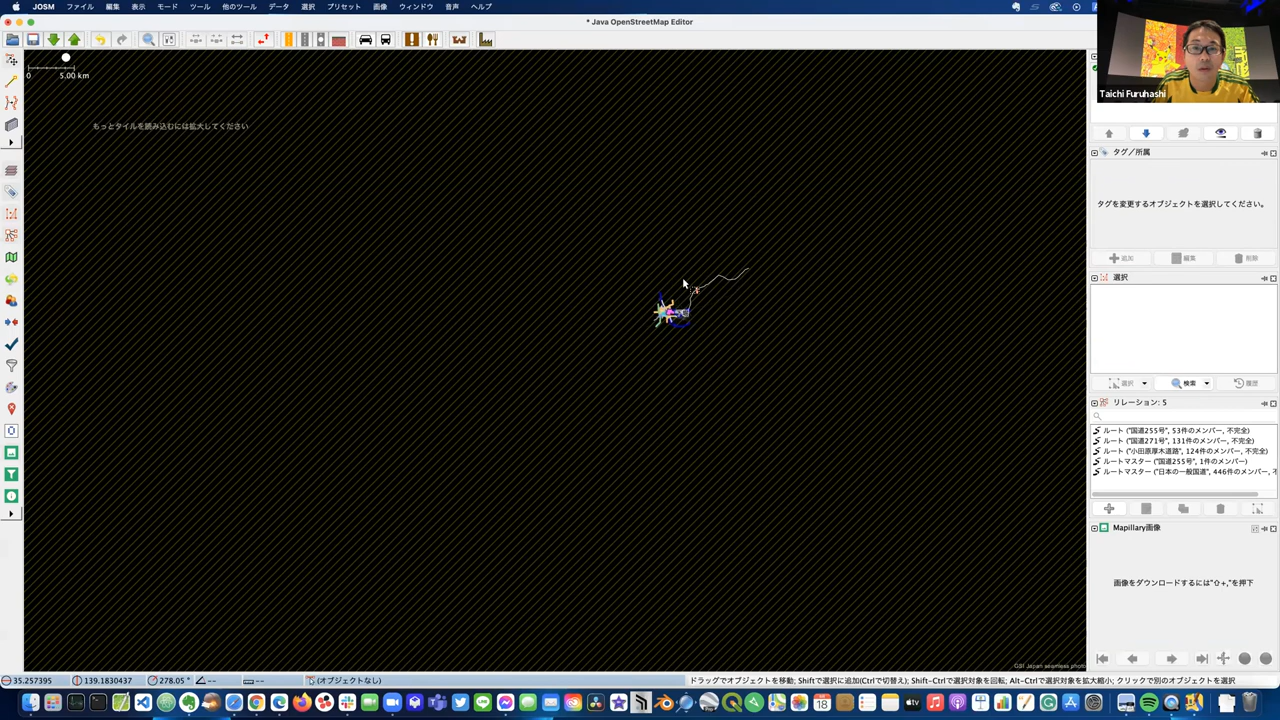 JOSM ファイル 編集 表示 モード ツール 他のツール データ 選択 プリセット 画像 ウィンドウ 音声 ヘルプ
* Java OpenStreetMap Editor
0 5.00 km
もっとタイルを読み込むには拡大してください
Taichi Furuhashi
タグ／所属
タグを変更するオブジェクトを選択してください。
追加 編集 削除
選択
選択 検索 履歴
リレーション: 5
ルート ("国道255号", 53件のメンバー, 不完全)
ルート ("国道271号", 131件のメンバー, 不完全)
ルート ("小田原厚木道路", 124件のメンバー, 不完全)
ルートマスター ("国道255号", 1件のメンバー)
ルートマスター ("日本の一般国道", 446件のメンバー, 不
Mapillary画像
画像をダウンロードするには"⇧+,"を押下
GSI Japan seamless photo
35.257395 139.1830437 278.05 ° -- -- (オブジェクトなし) ドラッグでオブジェクトを移動; Shiftで選択に追加(Ctrlで切替え); Shift-Ctrlで選択対象を回転; Alt-Ctrlで選択対象を拡大縮小; クリックで別のオブジェクトを選択
18